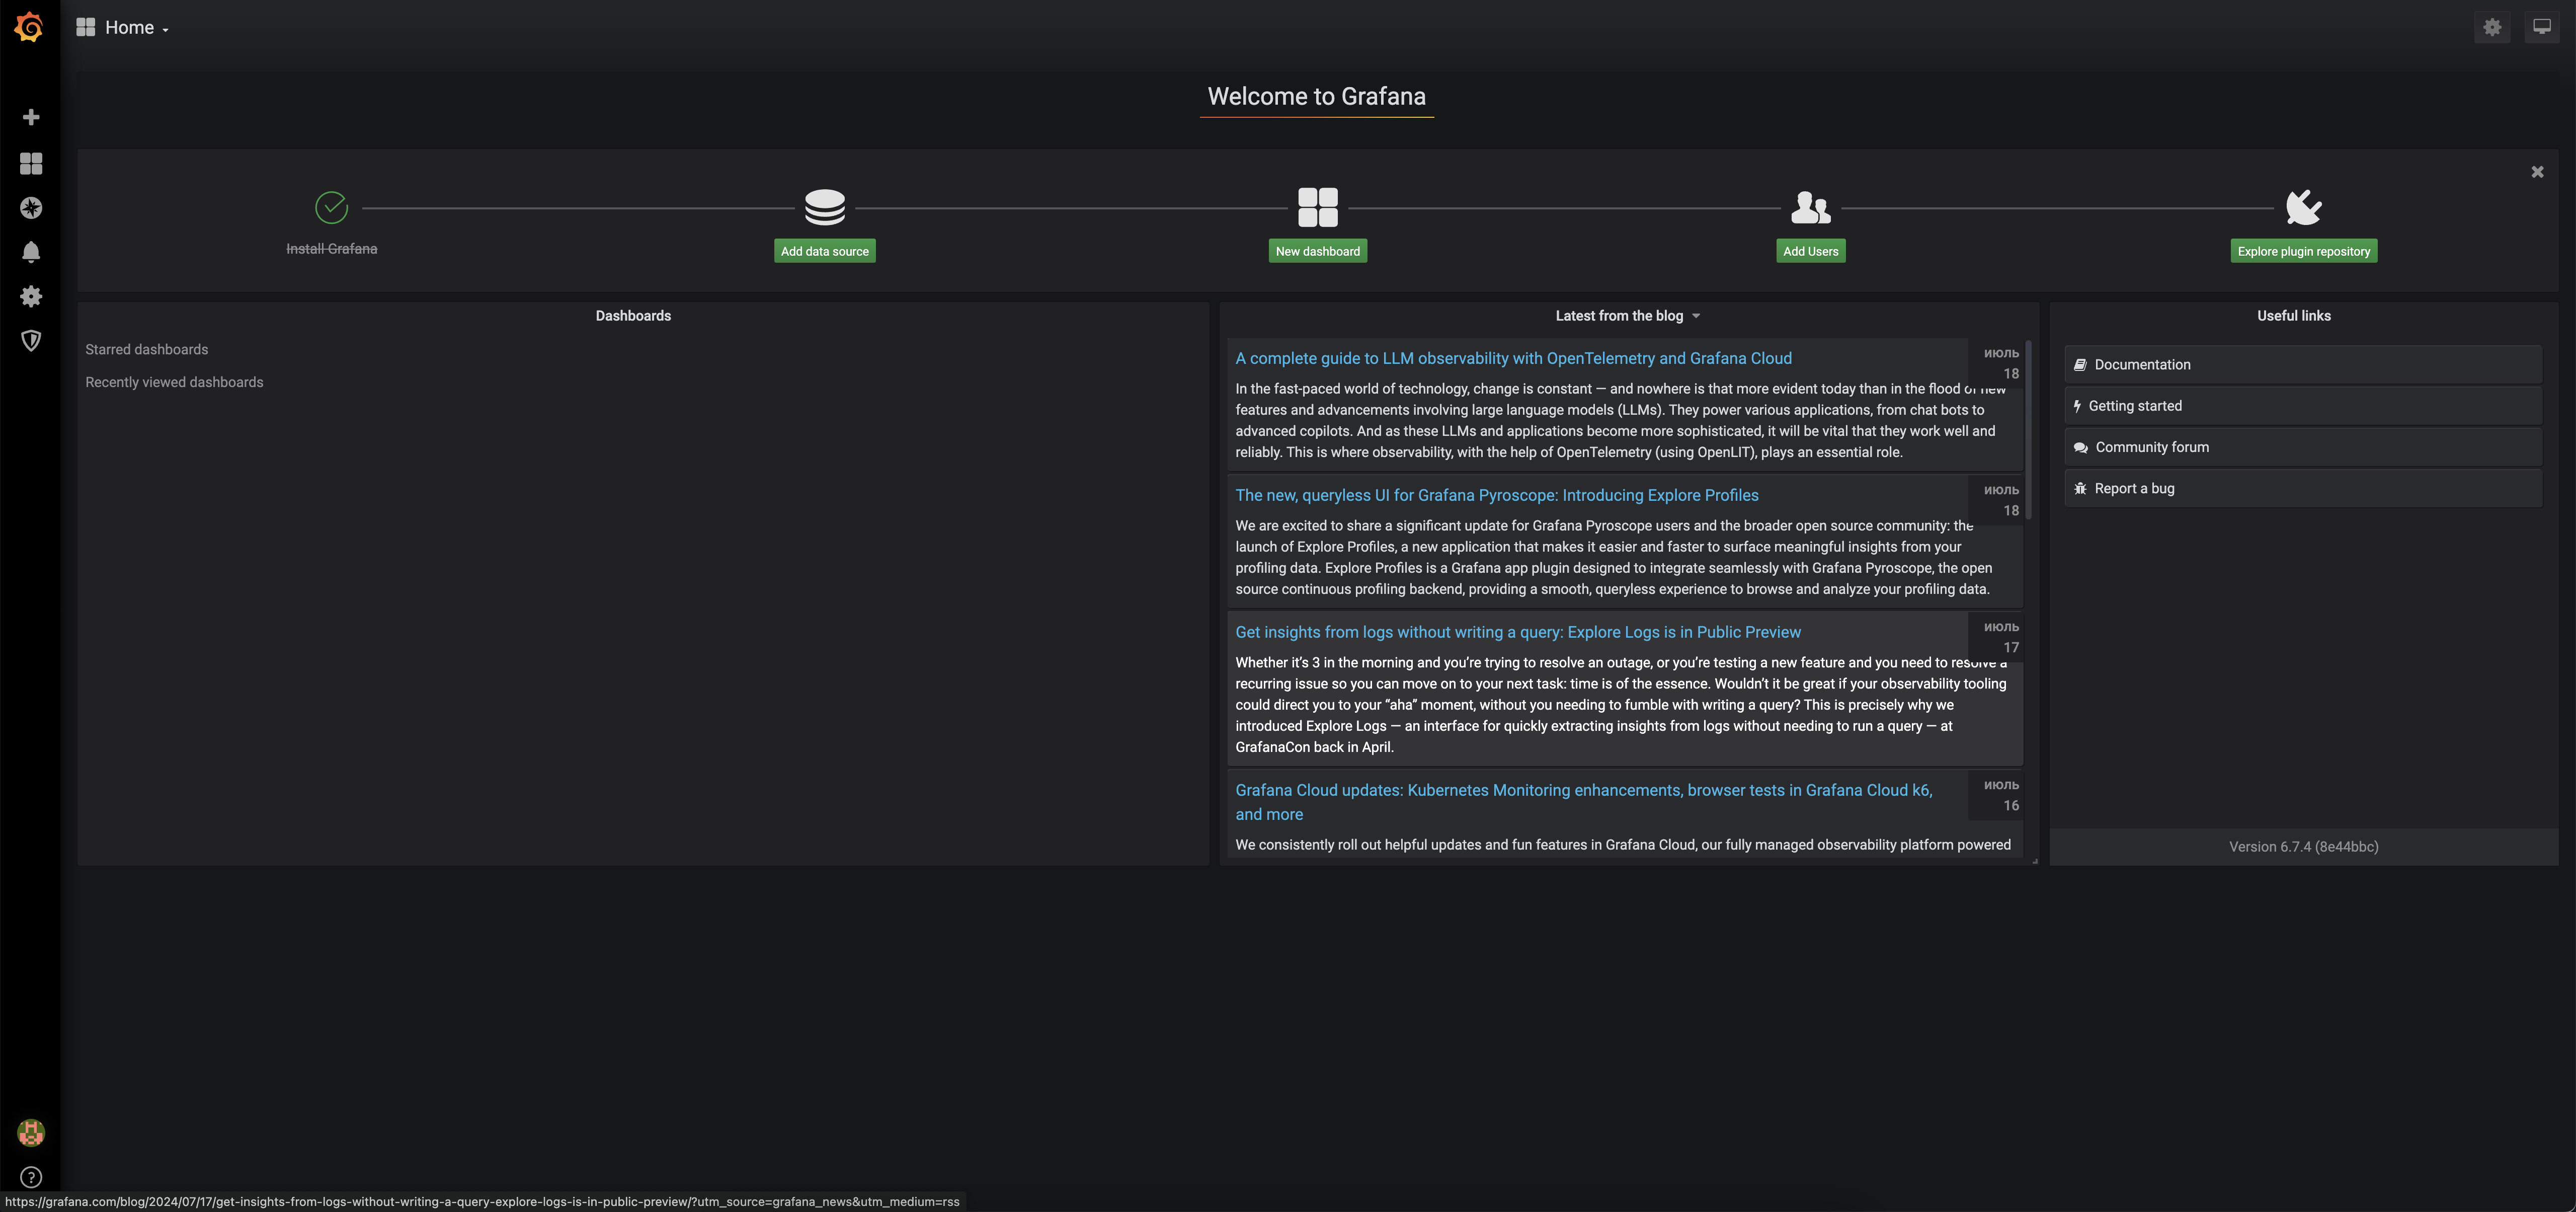 Home
Welcome to Grafana
Install Grafana
Add data source
New dashboard
Add Users
Explore plugin repository
Dashboards
Starred dashboards
Recently viewed dashboards
Latest from the blog
A complete guide to LLM observability with OpenTelemetry and Grafana Cloud
июль
18
In the fast-paced world of technology, change is constant — and nowhere is that more evident today than in the flood of new
features and advancements involving large language models (LLMs). They power various applications, from chat bots to
advanced copilots. And as these LLMs and applications become more sophisticated, it will be vital that they work well and
reliably. This is where observability, with the help of OpenTelemetry (using OpenLIT), plays an essential role.
The new, queryless UI for Grafana Pyroscope: Introducing Explore Profiles
июль
18
We are excited to share a significant update for Grafana Pyroscope users and the broader open source community: the
launch of Explore Profiles, a new application that makes it easier and faster to surface meaningful insights from your
profiling data. Explore Profiles is a Grafana app plugin designed to integrate seamlessly with Grafana Pyroscope, the open
source continuous profiling backend, providing a smooth, queryless experience to browse and analyze your profiling data.
Get insights from logs without writing a query: Explore Logs is in Public Preview
июль
17
Whether it’s 3 in the morning and you’re trying to resolve an outage, or you’re testing a new feature and you need to resolve a
recurring issue so you can move on to your next task: time is of the essence. Wouldn’t it be great if your observability tooling
could direct you to your “aha” moment, without you needing to fumble with writing a query? This is precisely why we
introduced Explore Logs — an interface for quickly extracting insights from logs without needing to run a query — at
GrafanaCon back in April.
Grafana Cloud updates: Kubernetes Monitoring enhancements, browser tests in Grafana Cloud k6,
and more
июль
16
We consistently roll out helpful updates and fun features in Grafana Cloud, our fully managed observability platform powered
Useful links
Documentation
Getting started
Community forum
Report a bug
Version 6.7.4 (8e44bbc)
https://grafana.com/blog/2024/07/17/get-insights-from-logs-without-writing-a-query-explore-logs-is-in-public-preview/?utm_source=grafana_news&utm_medium=rss